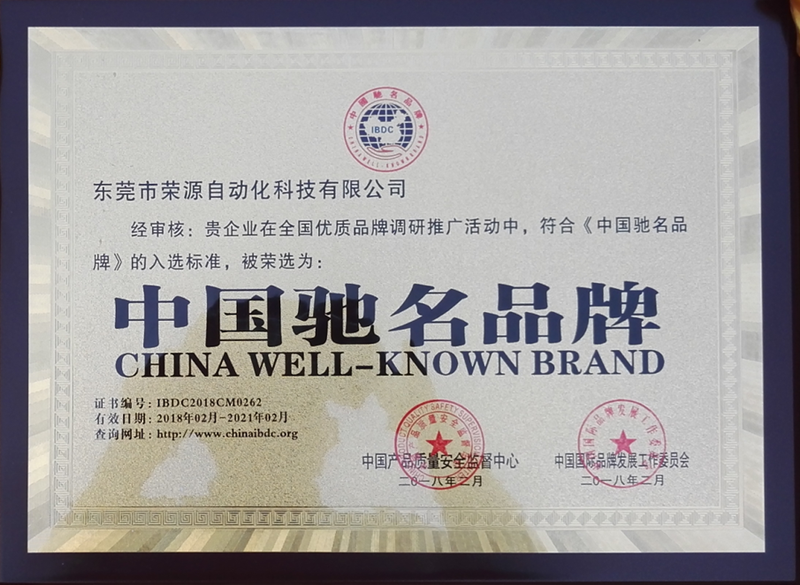 中国驰名品牌
IBDC
CHINA WELL-KNOWN BRAND
东莞市荣源自动化科技有限公司
经审核：贵企业在全国优质品牌调研推广活动中，符合《中国驰名品
牌》的入选标准，被荣选为：
中国驰名品牌
CHINA WELL-KNOWN BRAND
证书编号：IBDC2018CM0262
有效日期：2018年02月-2021年02月
查询网址：http://www.chinaibdc.org
中国产品质量安全监督中心
二〇一八年二月
中国国际品牌发展工作委员会
二〇一八年二月